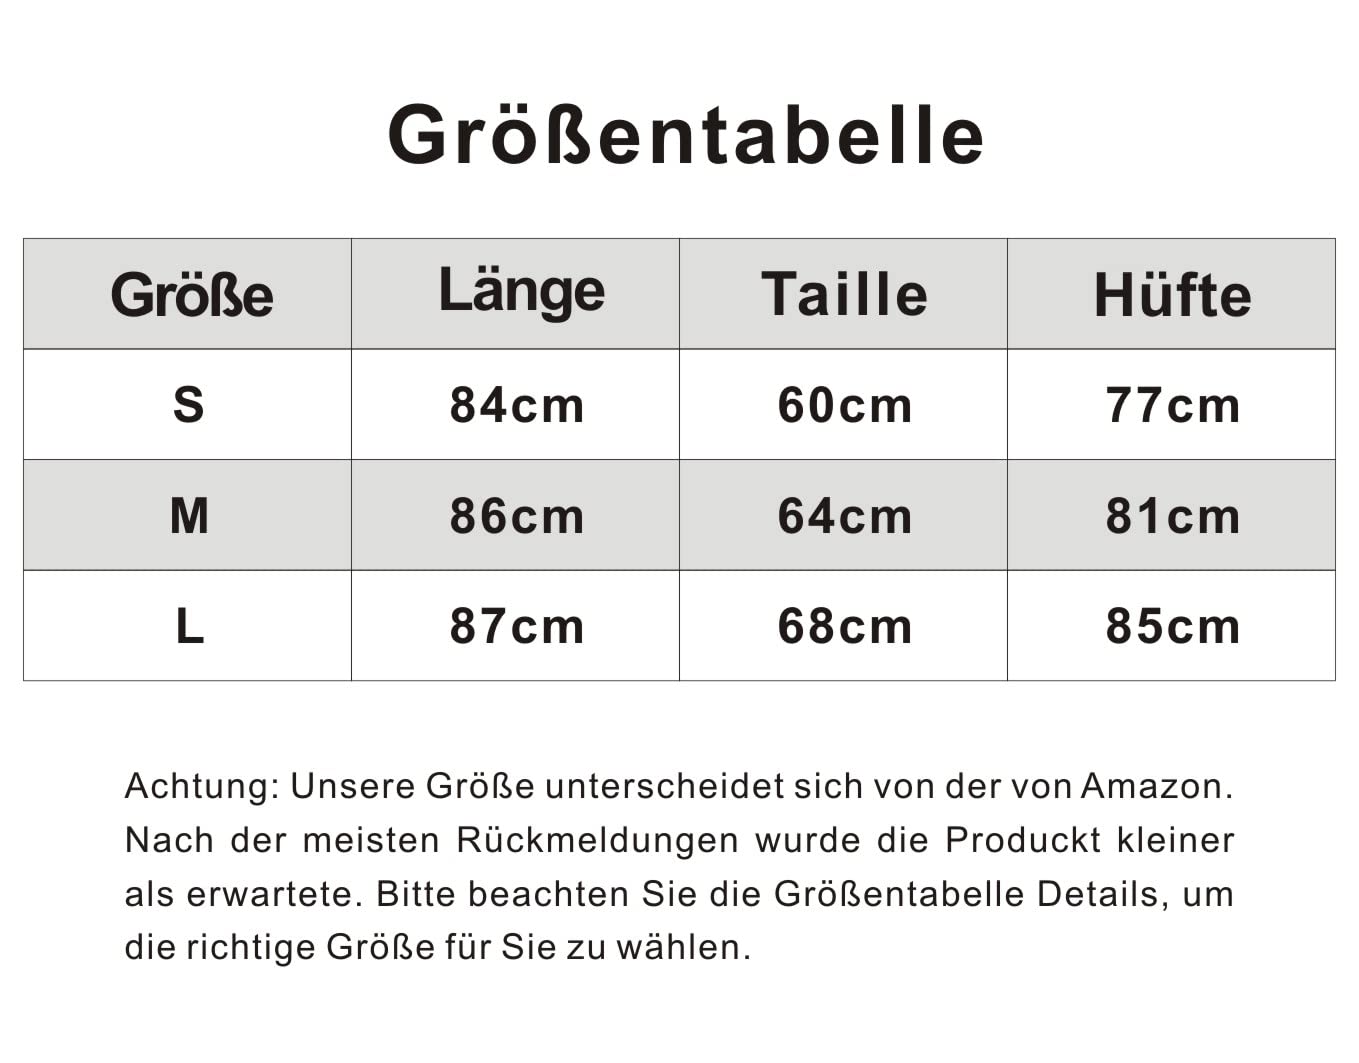 Größentabelle
Größe Länge Taille Hüfte
S 84cm 60cm 77cm
M 86cm 64cm 81cm
L 87cm 68cm 85cm
Achtung: Unsere Größe unterscheidet sich von der von Amazon.
Nach der meisten Rückmeldungen wurde die Produckt kleiner
als erwartete. Bitte beachten Sie die Größentabelle Details, um
die richtige Größe für Sie zu wählen.